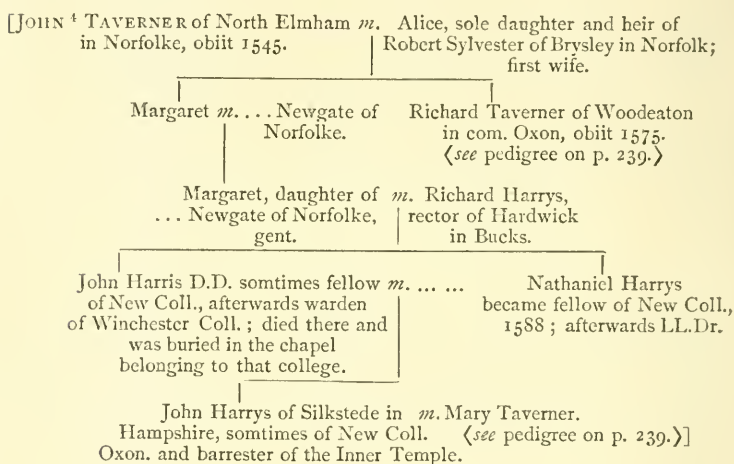 [JOHN ⁴ TAVERNER of North Elmham m. Alice, sole daughter and heir of
in Norfolke, obiit 1545. Robert Sylvester of Brysley in Norfolk;
first wife.
Margaret m. . . . Newgate of Richard Taverner of Woodeaton
Norfolke. in com. Oxon, obiit 1575.
⟨see pedigree on p. 239.⟩
Margaret, daughter of m. Richard Harrys,
... Newgate of Norfolke, rector of Hardwick
gent. in Bucks.
John Harris D.D. somtimes fellow m. ... ... Nathaniel Harrys
of New Coll., afterwards warden became fellow of New Coll.,
of Winchester Coll. ; died there and 1588 ; afterwards LL.Dr.
was buried in the chapel
belonging to that college.
John Harrys of Silkstede in m. Mary Taverner.
Hampshire, somtimes of New Coll. ⟨see pedigree on p. 239.⟩]
Oxon. and barrester of the Inner Temple.